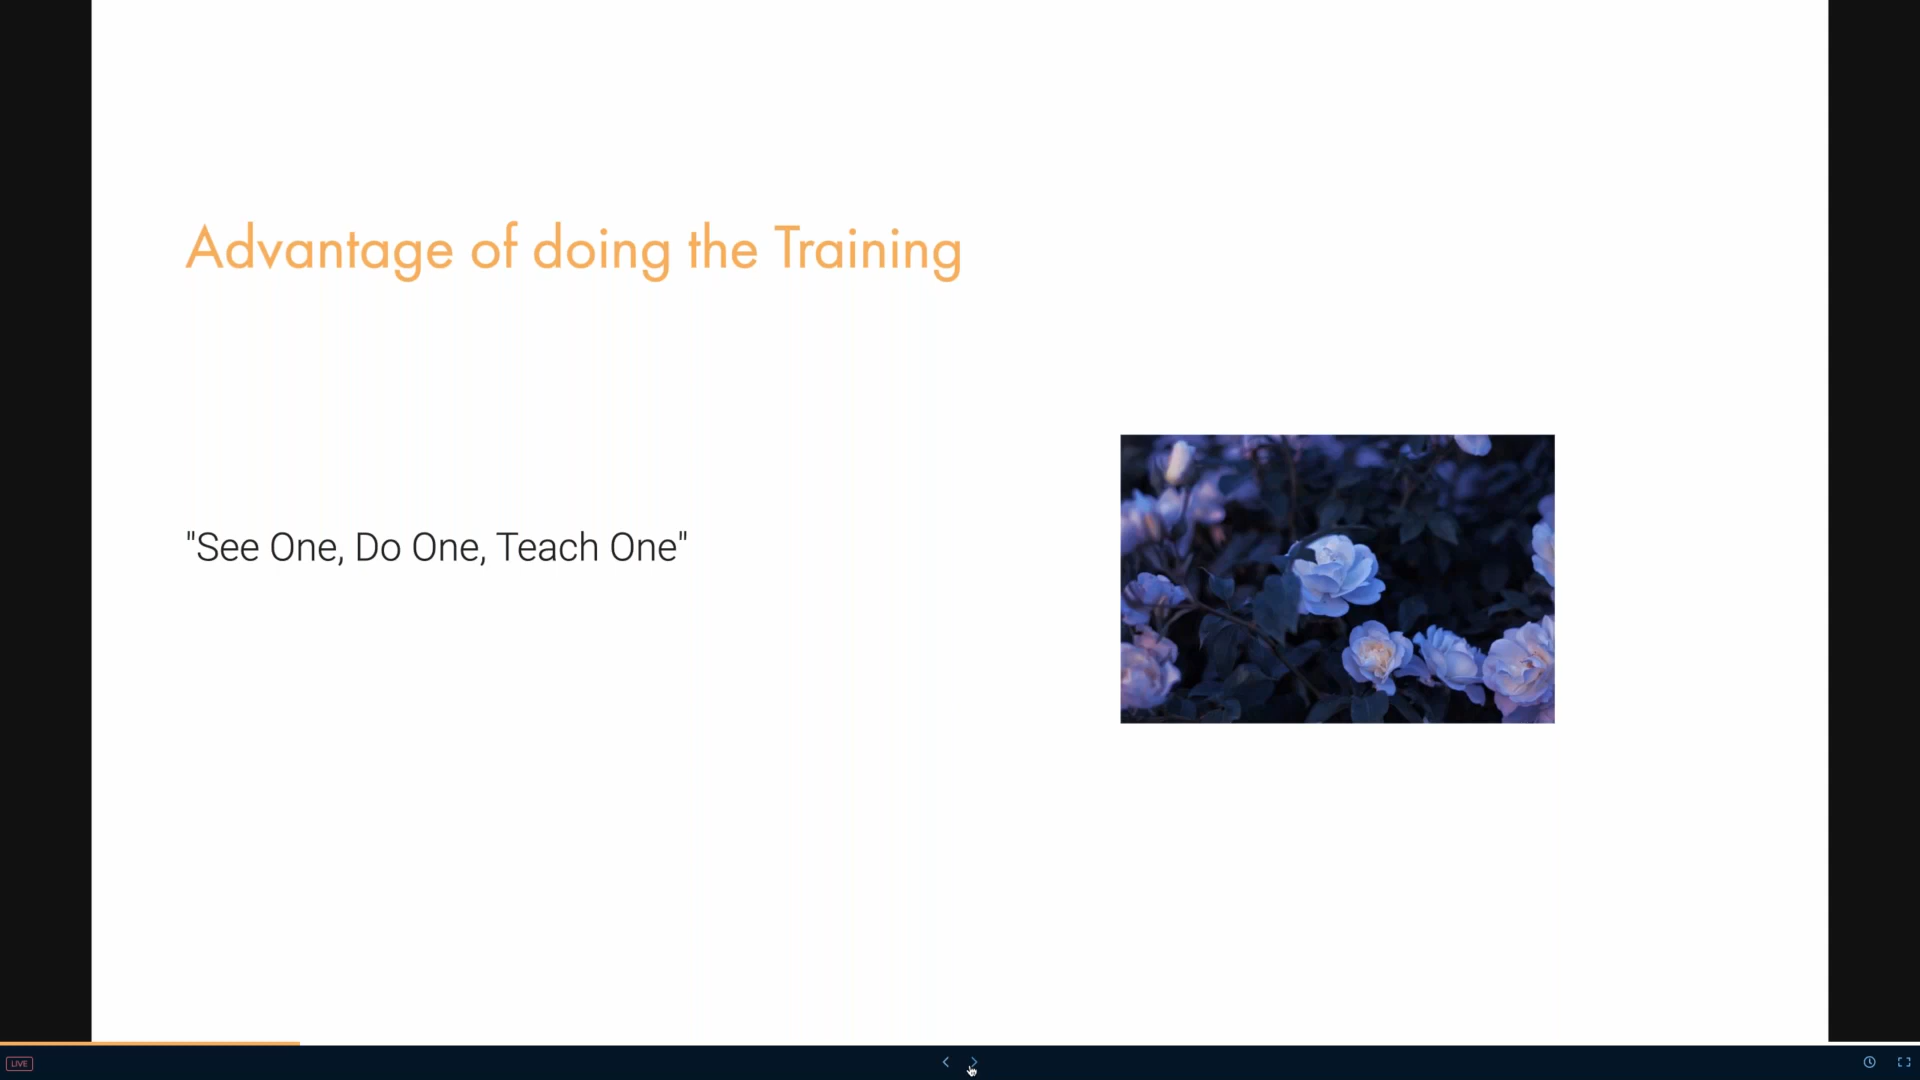 Advantage of doing the Training
"See One, Do One, Teach One"
LIVE